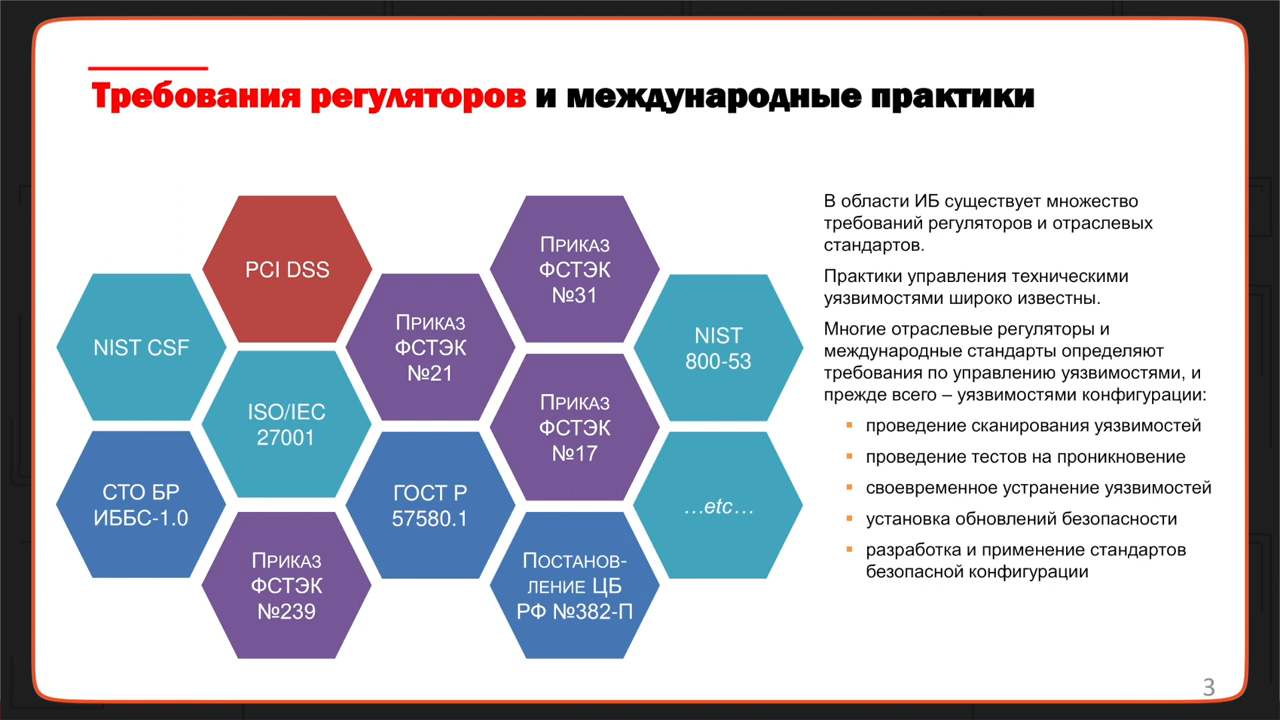 Требования регуляторов и международные практики
PCI DSS
ПРИКАЗ
ФСТЭК
№31
NIST CSF
ПРИКАЗ
ФСТЭК
№21
NIST
800-53
ISO/IEC
27001
ПРИКАЗ
ФСТЭК
№17
СТО БР
ИББС-1.0
ГОСТ Р
57580.1
...etc...
ПРИКАЗ
ФСТЭК
№239
ПОСТАНОВ-
ЛЕНИЕ ЦБ
РФ №382-П
В области ИБ существует множество
требований регуляторов и отраслевых
стандартов.
Практики управления техническими
уязвимостями широко известны.
Многие отраслевые регуляторы и
международные стандарты определяют
требования по управлению уязвимостями, и
прежде всего – уязвимостями конфигурации:
▪ проведение сканирования уязвимостей
▪ проведение тестов на проникновение
▪ своевременное устранение уязвимостей
▪ установка обновлений безопасности
▪ разработка и применение стандартов
безопасной конфигурации
3